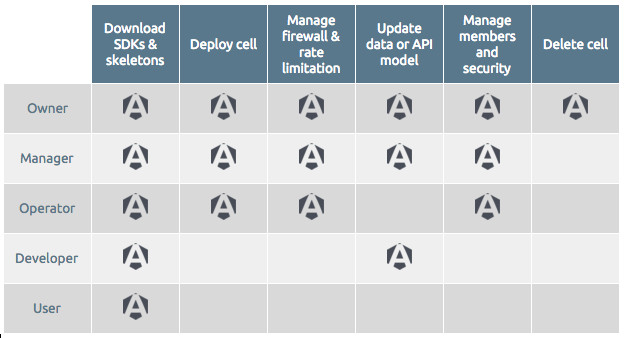 Download
SDKs &
skeletons
Deploy cell
Manage
firewall &
rate
limitation
Update
data or API
model
Manage
members
and
security
Delete cell
Owner
A A A A A A
Manager
A A A A A
Operator
A A A A
Developer
A A
User
A